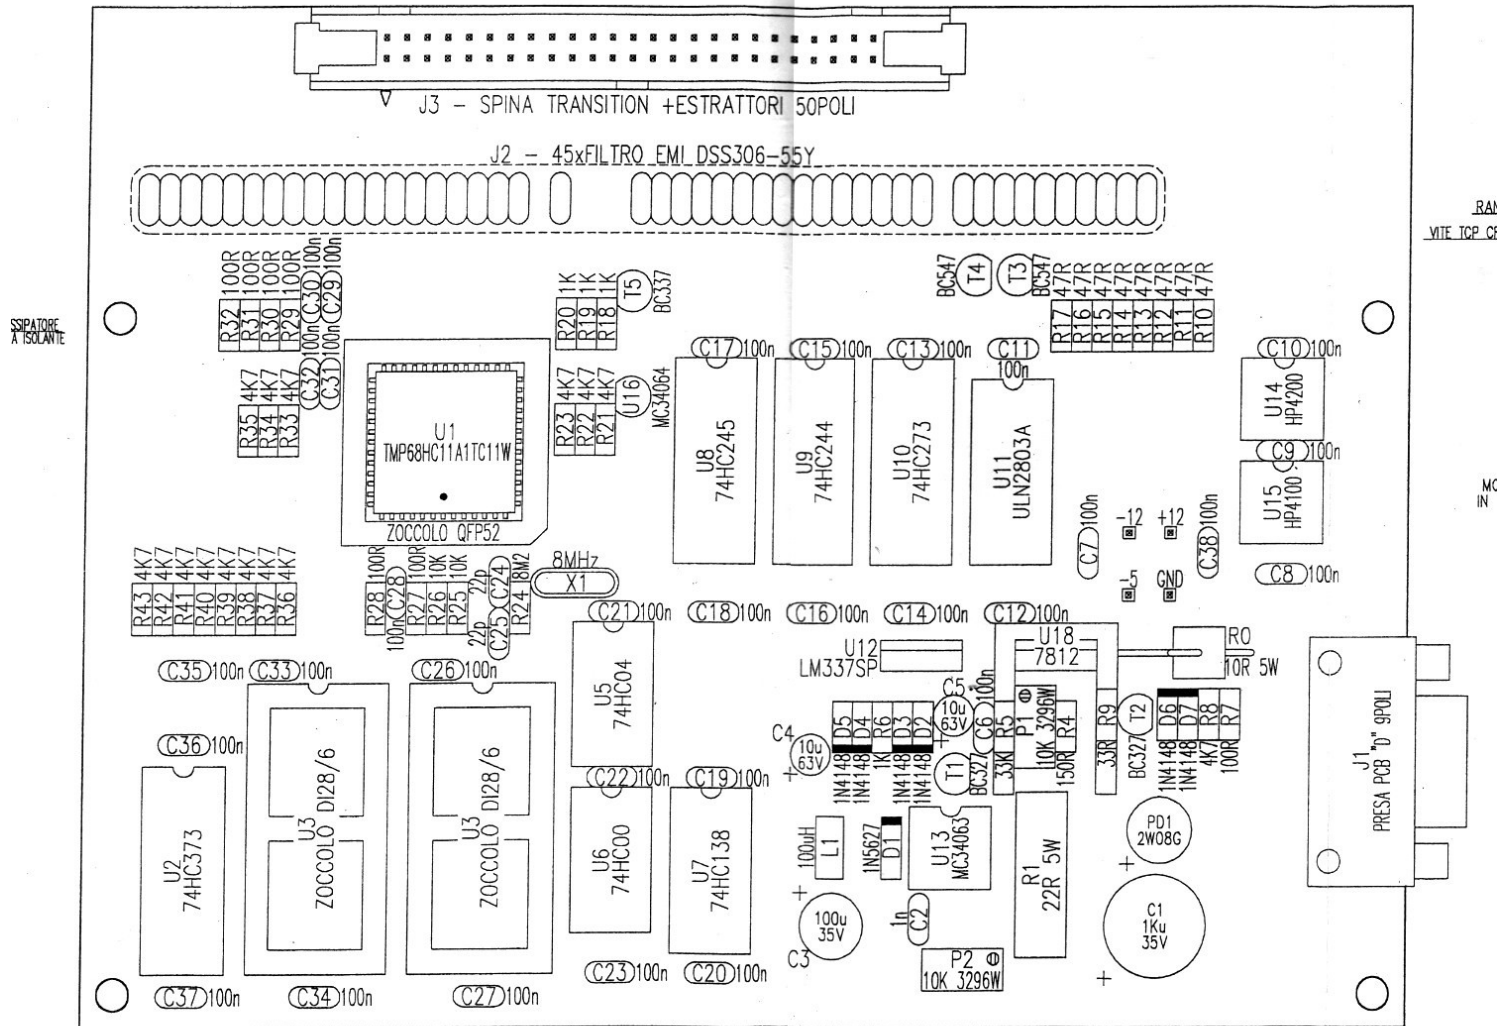 J3 - SPINA TRANSITION +ESTRATTORI 50POLI
J2 - 45xFILTRO EMI DSS306-55Y
RAN
VITE TCP CF
SSIPATORE
A ISOLANTE
MC
IN
R32 100R
R31 100R
R30 100R
R29 100R
C30 100n
C29 100n
C32 100n
C31 100n
R35 4K7
R34 4K7
R33 4K7
R20 1K
R19 1K
R18 1K
T5
BC337
R23 4K7
R22 4K7
R21 4K7
U16
MC34064
BC547
T4
T3
BC547
R17 47R
R16 47R
R15 47R
R14 47R
R13 47R
R12 47R
R11 47R
R10 47R
U1
TMP68HC11A1TC11W
ZOCCOLO QFP52
C17 100n
C15 100n
C13 100n
C11
100n
C10 100n
U8
74HC245
U9
74HC244
U10
74HC273
U11
ULN2803A
U14
HP4200
C9 100n
U15
HP4100
C8 100n
C7 100n
-12
+12
-5
GND
C38 100n
R43 4K7
R42 4K7
R41 4K7
R40 4K7
R39 4K7
R38 4K7
R37 4K7
R36 4K7
R28 100R
C28
100n
R27 100R
R26 10K
R25 10K
22p
C24
22p
C25
R24 8M2
8MHz
X1
C21 100n
C18 100n
C16 100n
C14 100n
C12 100n
U12
LM337SP
U18
7812
R0
10R 5W
C35 100n
C33 100n
C26 100n
U5
74HC04
C36 100n
U2
74HC373
U3
ZOCCOLO DI28/6
U3
ZOCCOLO DI28/6
C22 100n
C19 100n
U6
74HC00
U7
74HC138
C4
10u
63V
+
D5
1N4148
D4
1N4148
R6
1K
D3
1N4148
D2
1N4148
C5
10u
63V
+
C6 100n
T1
BC327
R5
33K
P1
10K 3296W
R4
150R
R9
33R
T2
BC327
D6
1N4148
D7
1N4148
R8
4K7
R7
100R
J1
PRESA PCB "D" 9POLI
100uH
L1
1N5627
D1
U13
MC34063
R1
22R 5W
PD1
2W08G
+
C1
1Ku
35V
+
+
100u
35V
C3
1n
C2
P2
10K 3296W
C37 100n
C34 100n
C27 100n
C23 100n
C20 100n